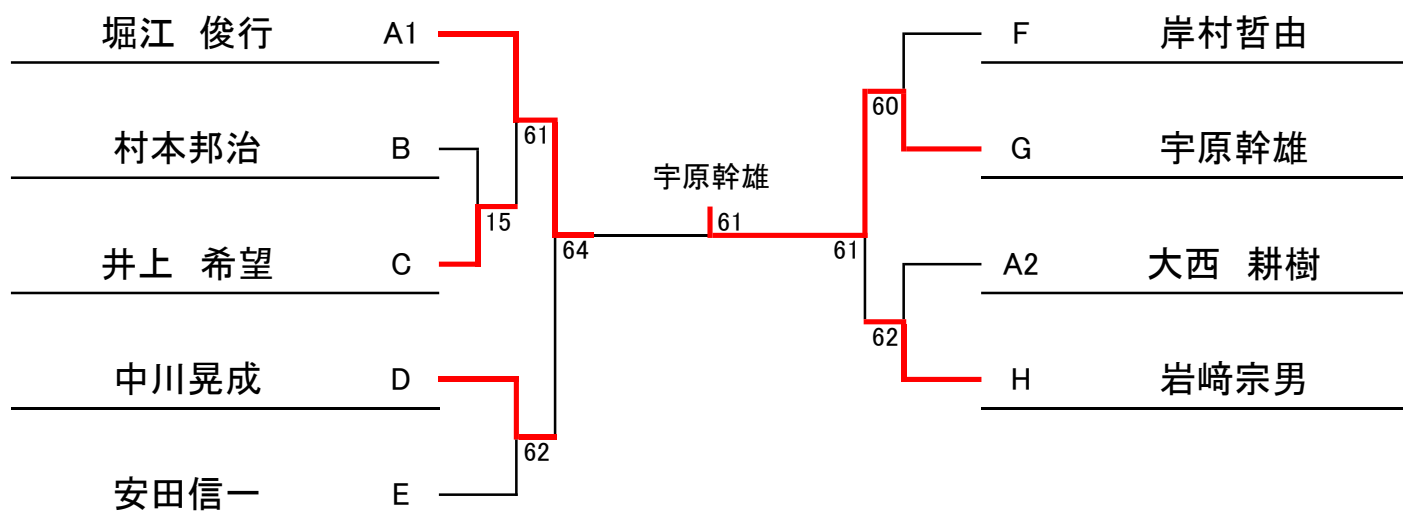 堀江 俊行 A1
61
村本邦治 B
15
井上 希望 C
64
中川晃成 D
62
安田信一 E
宇原幹雄
61
F 岸村哲由
60
G 宇原幹雄
61
A2 大西 耕樹
62
H 岩﨑宗男